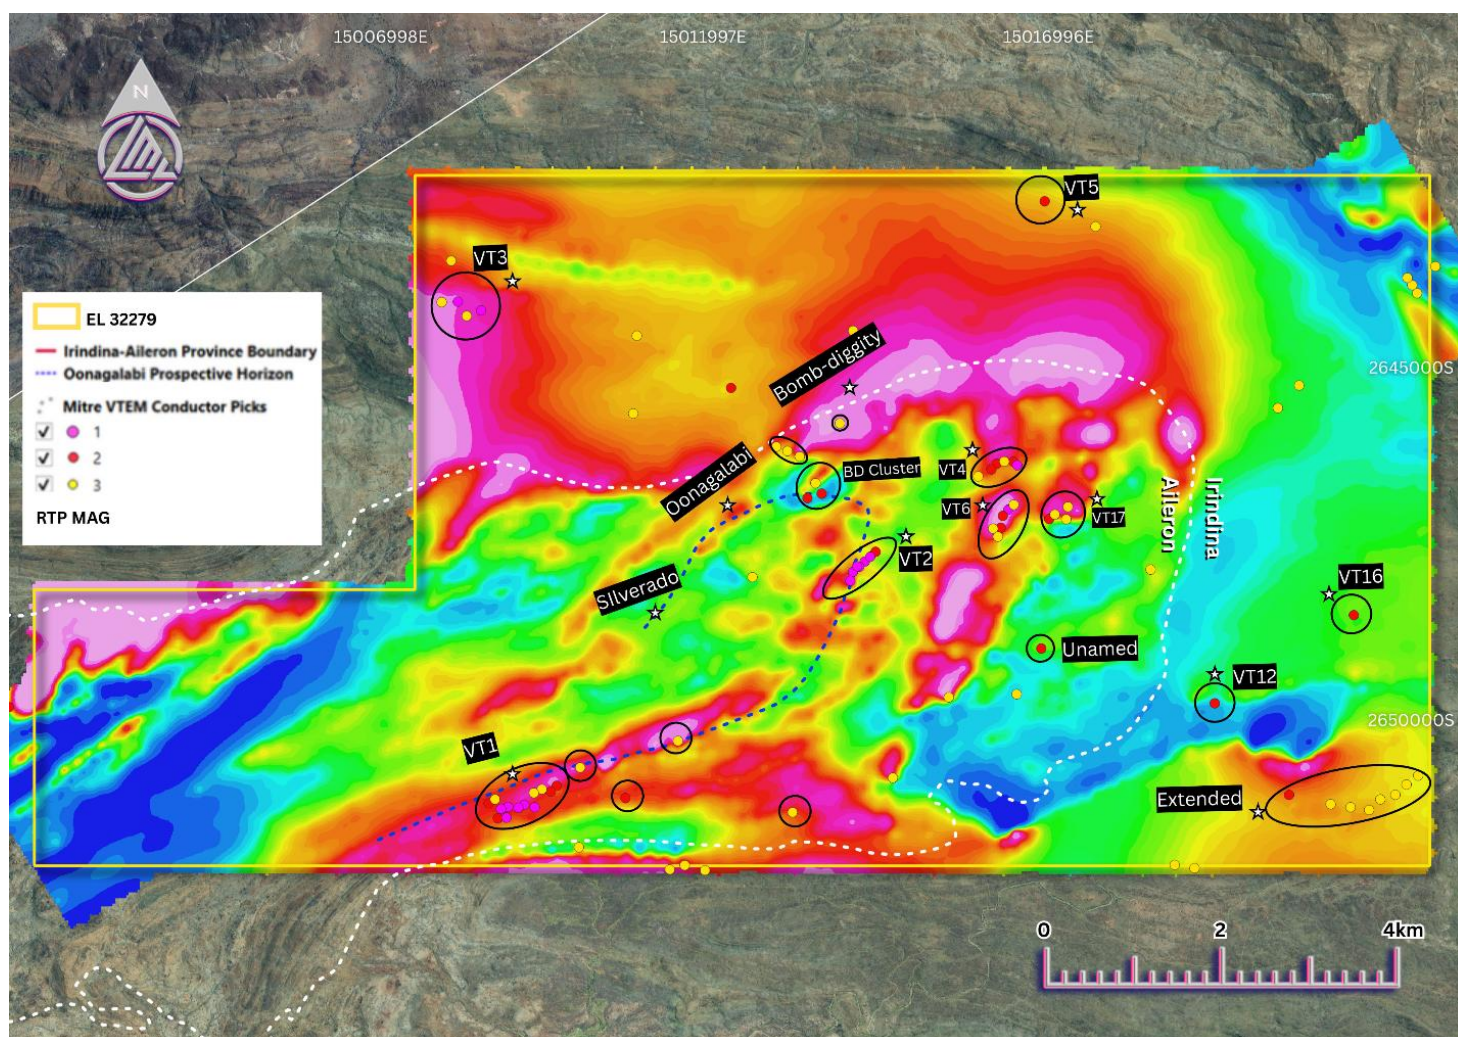 15006998E
15011997E
15016996E
N
VT5
VT3
EL 32279
Irindina-Aileron Province Boundary
Oonagalabi Prospective Horizon
Mitre VTEM Conductor Picks
1
2
3
RTP MAG
Bomb-diggity
2645000S
Oonagalabi
BD Cluster
VT4
VT6
VT17
Aileron
Irindina
VT2
SIlverado
VT16
Unamed
VT12
2650000S
VT1
Extended
0
2
4km